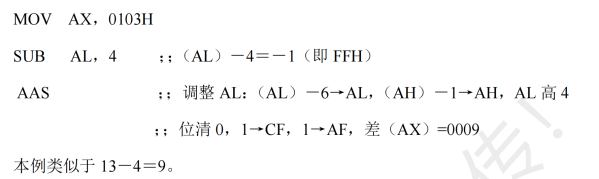 MOV AX，0103H
SUB AL，4 ；；（AL）－4＝－1（即 FFH）
AAS ；； 调整 AL：（AL）－6→AL，（AH）－1→AH，AL 高 4
；； 位清 0，1→CF，1→AF，差（AX）=0009
本例类似于 13－4＝9。
传！